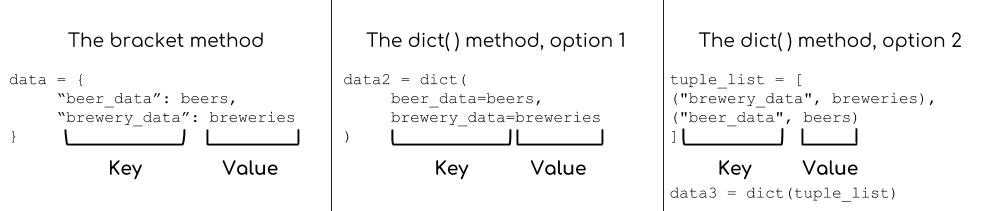 The bracket method
data = {
“beer_data”: beers,
“brewery_data”: breweries
}
Key
Value
The dict() method, option 1
data2 = dict(
beer_data=beers,
brewery_data=breweries
)
Key
Value
The dict() method, option 2
tuple_list = [
("brewery_data", breweries),
("beer_data", beers)
]
Key
Value
data3 = dict(tuple_list)